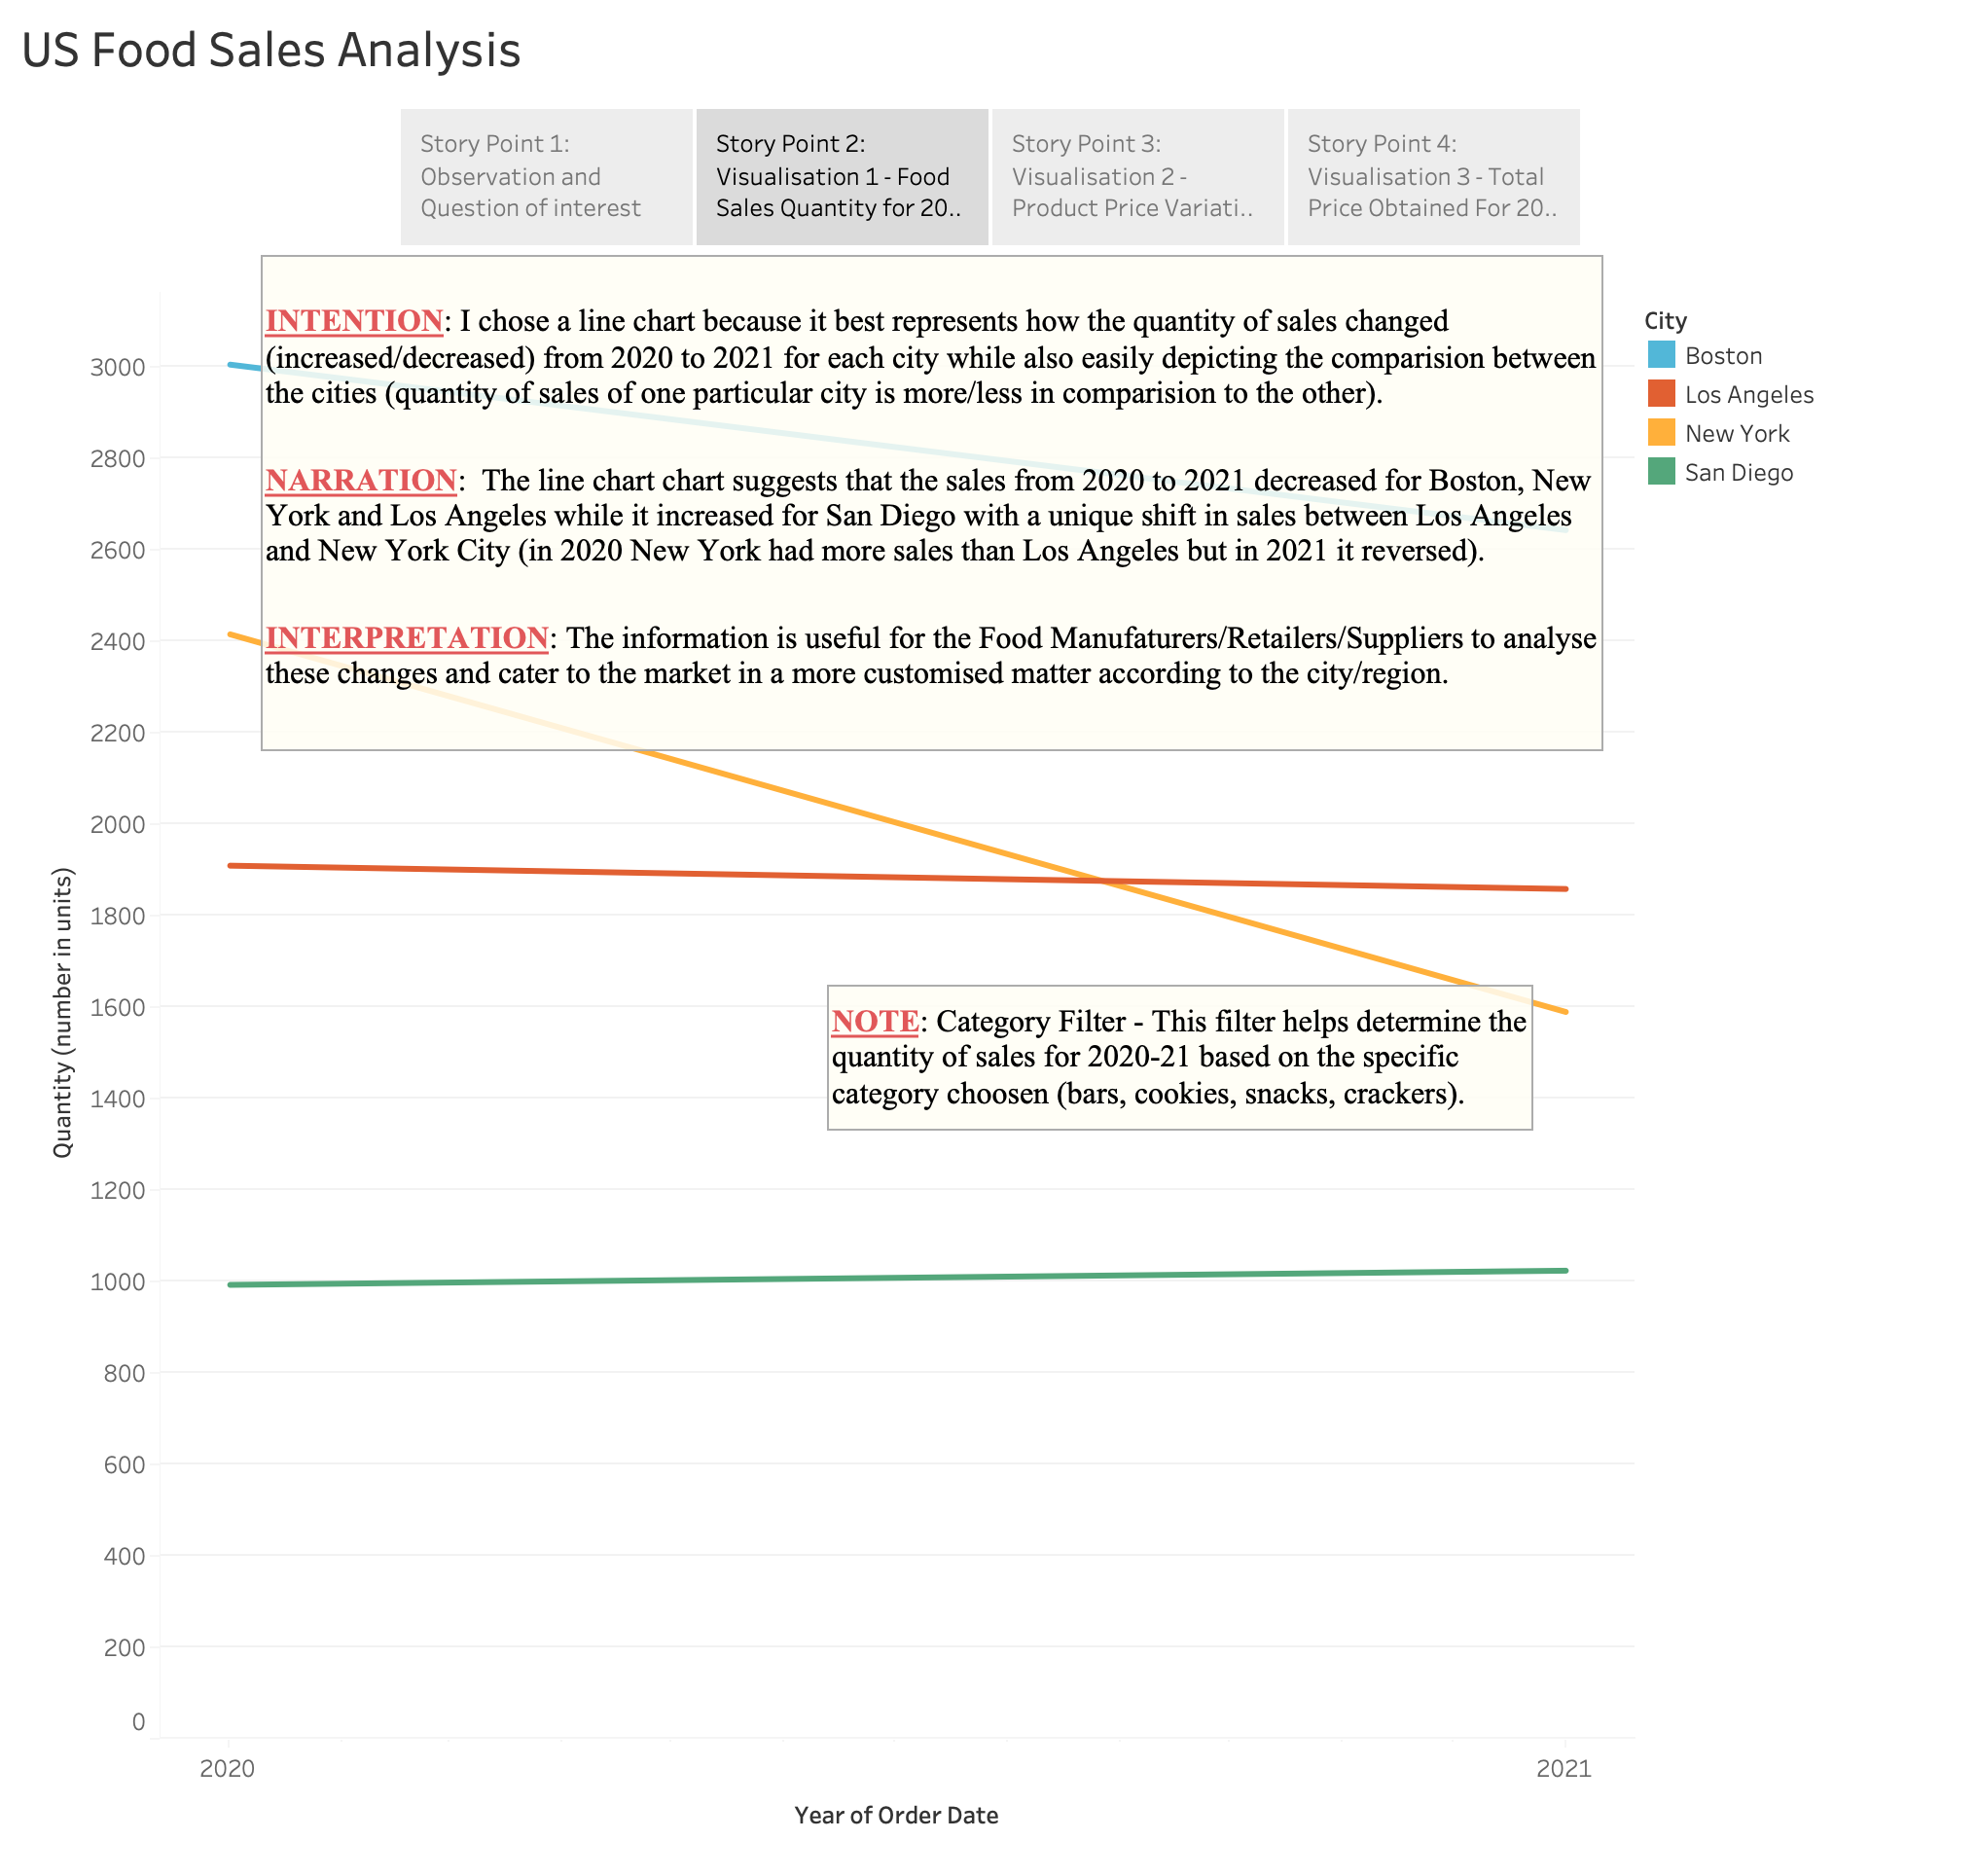 US Food Sales Analysis
Story Point 1:
Observation and
Question of interest
Story Point 2:
Visualisation 1 - Food
Sales Quantity for 20..
Story Point 3:
Visualisation 2 -
Product Price Variati..
Story Point 4:
Visualisation 3 - Total
Price Obtained For 20..
INTENTION: I chose a line chart because it best represents how the quantity of sales changed
(increased/decreased) from 2020 to 2021 for each city while also easily depicting the comparision between
the cities (quantity of sales of one particular city is more/less in comparision to the other).
NARRATION:  The line chart chart suggests that the sales from 2020 to 2021 decreased for Boston, New
York and Los Angeles while it increased for San Diego with a unique shift in sales between Los Angeles
and New York City (in 2020 New York had more sales than Los Angeles but in 2021 it reversed).
INTERPRETATION: The information is useful for the Food Manufaturers/Retailers/Suppliers to analyse
these changes and cater to the market in a more customised matter according to the city/region.
City
Boston
Los Angeles
New York
San Diego
NOTE: Category Filter - This filter helps determine the
quantity of sales for 2020-21 based on the specific
category choosen (bars, cookies, snacks, crackers).
Quantity (number in units)
3000
2800
2600
2400
2200
2000
1800
1600
1400
1200
1000
800
600
400
200
0
2020
2021
Year of Order Date